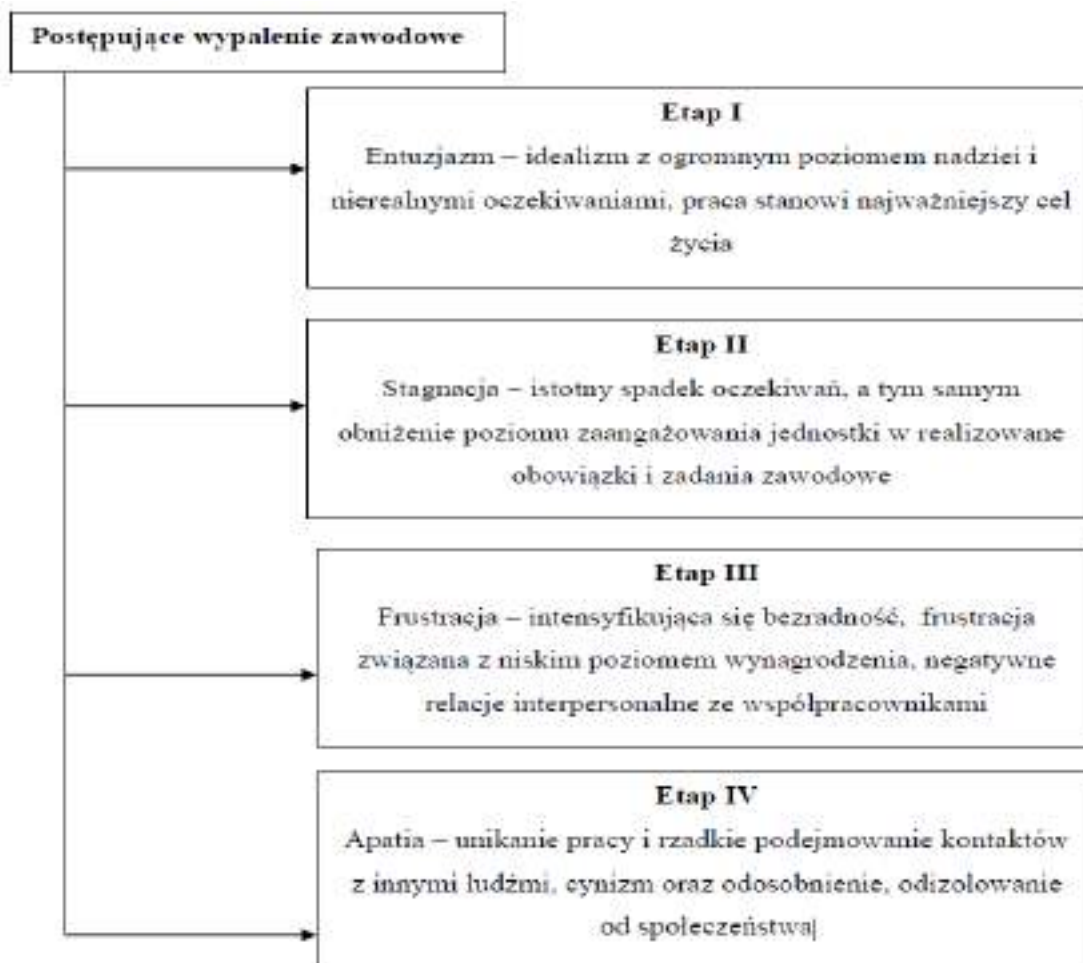 Postępujące wypalenie zawodowe
Etap I
Entuzjazm – idealizm z ogromnym poziomem nadziei i
nierealnymi oczekiwaniami, praca stanowi najważniejszy cel
życia
Etap II
Stagnacja – istotny spadek oczekiwań, a tym samym
obniżenie poziomu zaangażowania jednostki w realizowane
obowiązki i zadania zawodowe
Etap III
Frustracja – intensyfikująca się bezradność, frustracja
związana z niskim poziomem wynagrodzenia, negatywne
relacje interpersonalne ze współpracownikami
Etap IV
Apatia – unikanie pracy i rzadkie podejmowanie kontaktów
z innymi ludźmi, cynizm oraz odosobnienie, odizolowanie
od społeczeństwa